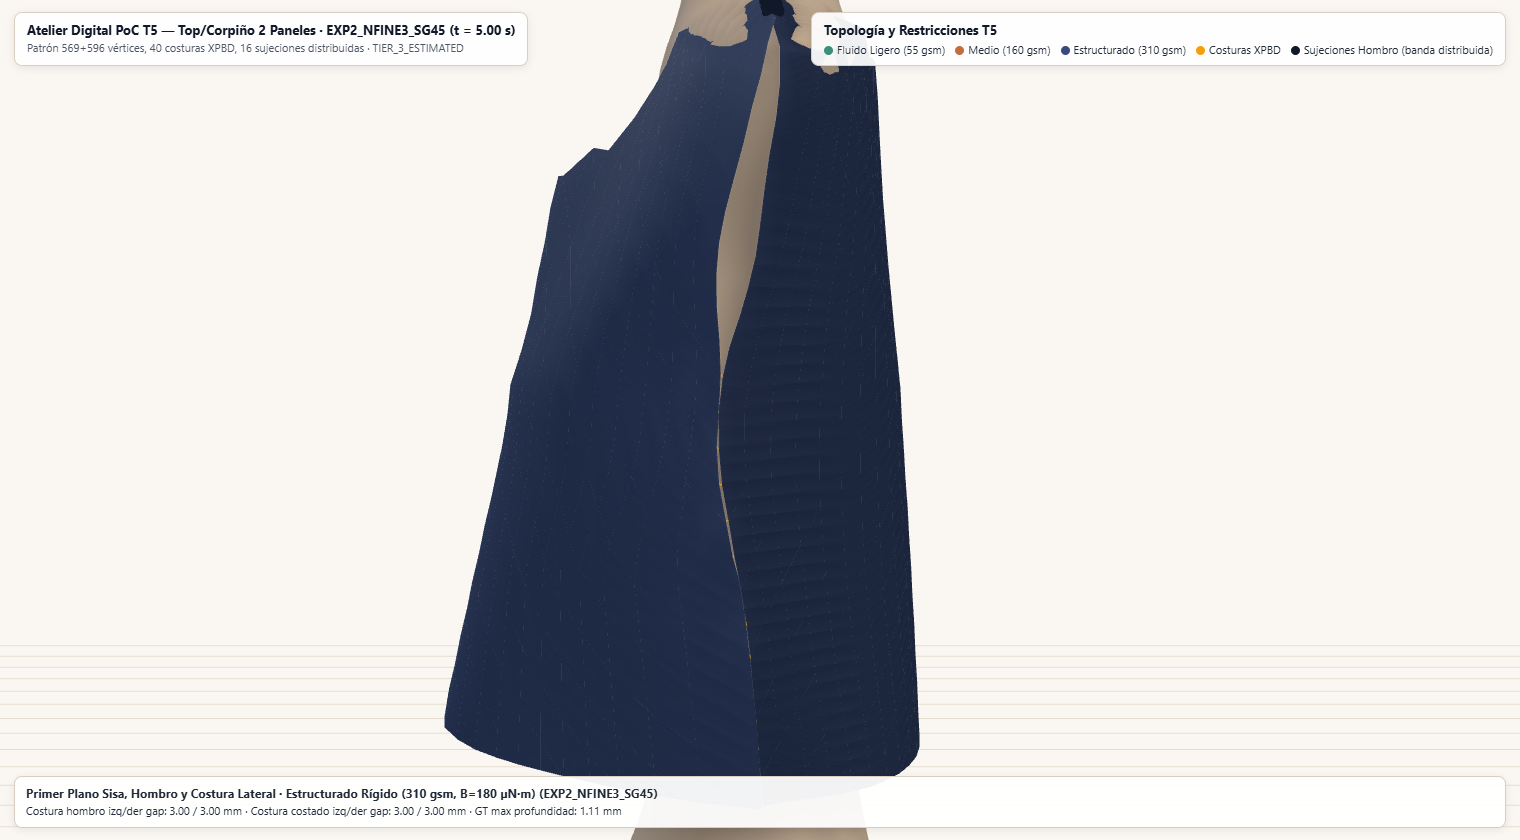 Atelier Digital PoC T5 — Top/Corpiño 2 Paneles · EXP2_NFINE3_SG45 (t = 5.00 s)
Patrón 569+596 vértices, 40 costuras XPBD, 16 sujeciones distribuidas · TIER_3_ESTIMATED
Topología y Restricciones T5
Fluido Ligero (55 gsm) Medio (160 gsm) Estructurado (310 gsm) Costuras XPBD Sujeciones Hombro (banda distribuida)
Primer Plano Sisa, Hombro y Costura Lateral · Estructurado Rígido (310 gsm, B=180 μN·m) (EXP2_NFINE3_SG45)
Costura hombro izq/der gap: 3.00 / 3.00 mm · Costura costado izq/der gap: 3.00 / 3.00 mm · GT max profundidad: 1.11 mm